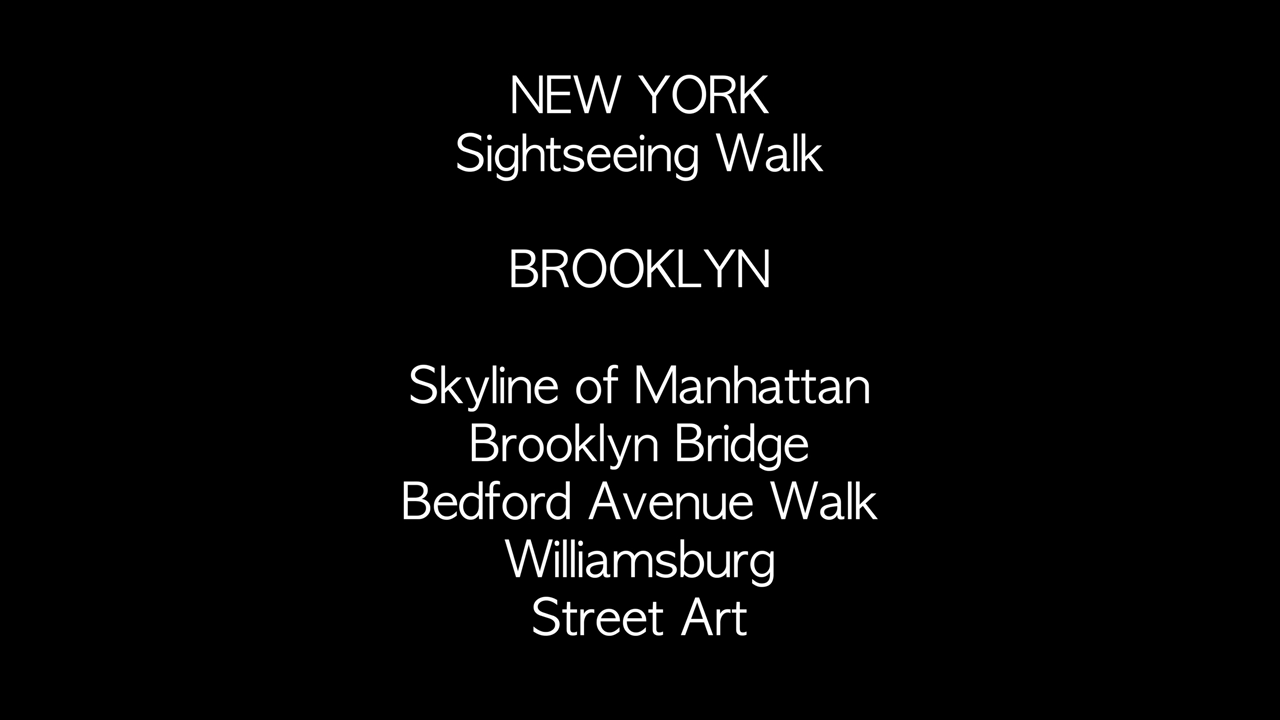 NEW YORK
Sightseeing Walk
BROOKLYN
Skyline of Manhattan
Brooklyn Bridge
Bedford Avenue Walk
Williamsburg
Street Art